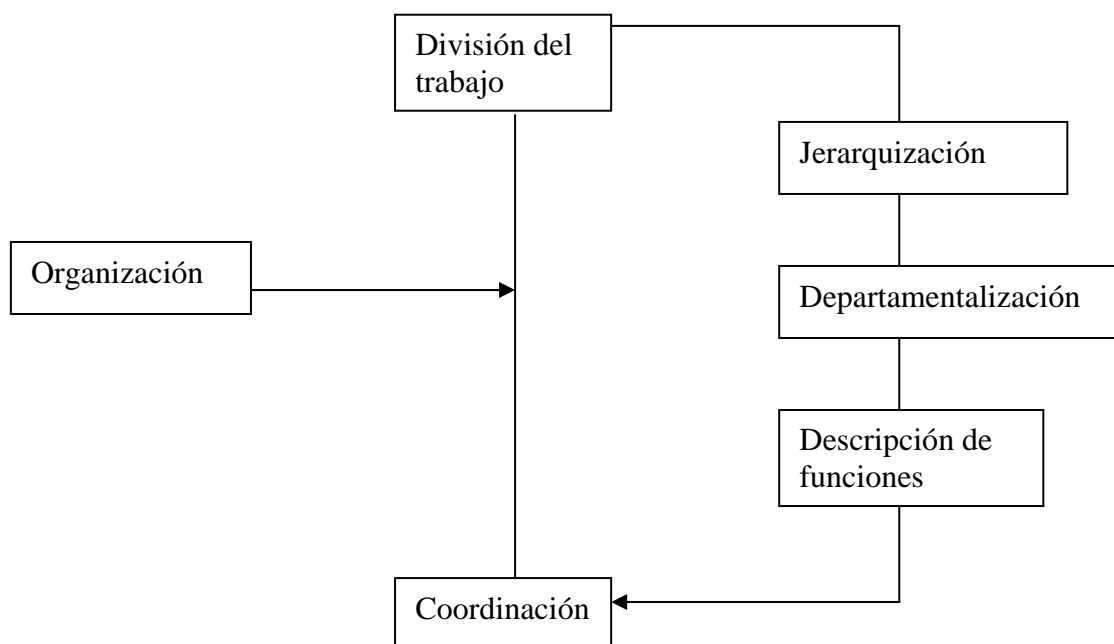 División del
trabajo
Jerarquización
Organización
Departamentalización
Descripción de
funciones
Coordinación